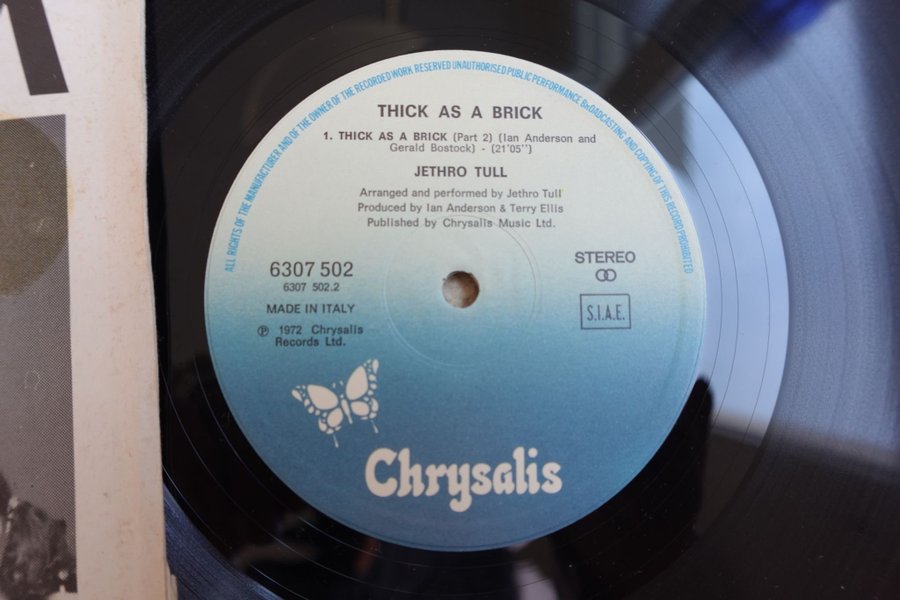 ALL RIGHTS OF THE MANUFACTURER AND OF THE OWNER OF THE RECORDED WORK RESERVED UNAUTHORISED PUBLIC PERFORMANCE BROADCASTING AND COPYING OF THIS RECORD PROHIBITED
THICK AS A BRICK
1. THICK AS A BRICK (Part 2) (Ian Anderson and
Gerald Bostock) - (21'05'')
JETHRO TULL
Arranged and performed by Jethro Tull
Produced by Ian Anderson & Terry Ellis
Published by Chrysalis Music Ltd.
6307 502
6307 502.2
MADE IN ITALY
℗ 1972 Chrysalis
Records Ltd.
STEREO
S.I.A.E.
Chrysalis